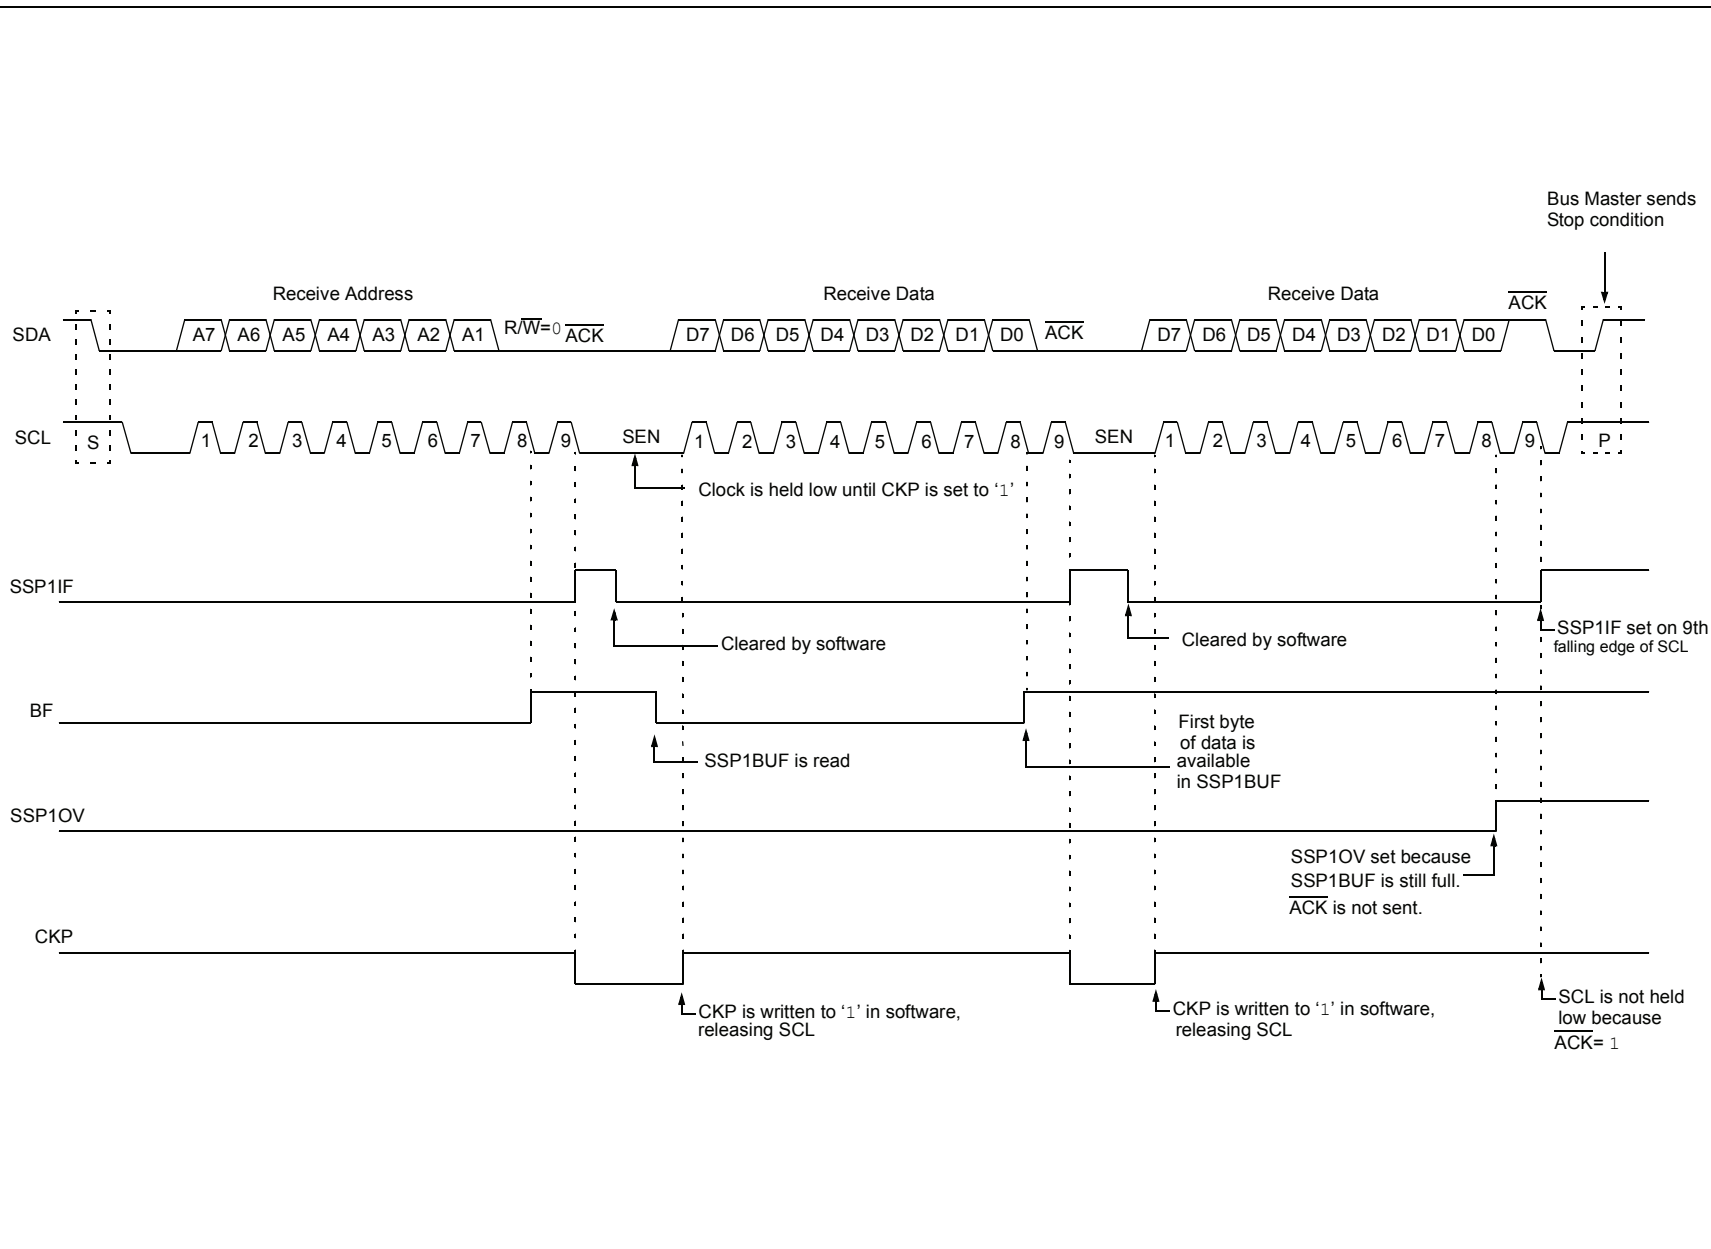 Bus Master sends
Stop condition
Receive Address
Receive Data
Receive Data
ACK
SDA
A7 A6 A5 A4 A3 A2 A1 R/W=0 ACK
D7 D6 D5 D4 D3 D2 D1 D0 ACK
D7 D6 D5 D4 D3 D2 D1 D0
SCL
S 1 2 3 4 5 6 7 8 9 SEN 1 2 3 4 5 6 7 8 9 SEN 1 2 3 4 5 6 7 8 9 P
Clock is held low until CKP is set to ‘1’
SSP1IF
Cleared by software
Cleared by software
SSP1IF set on 9th
falling edge of SCL
BF
SSP1BUF is read
First byte
of data is
available
in SSP1BUF
SSP1OV
SSP1OV set because
SSP1BUF is still full.
ACK is not sent.
CKP
CKP is written to ‘1’ in software,
releasing SCL
CKP is written to ‘1’ in software,
releasing SCL
SCL is not held
low because
ACK= 1